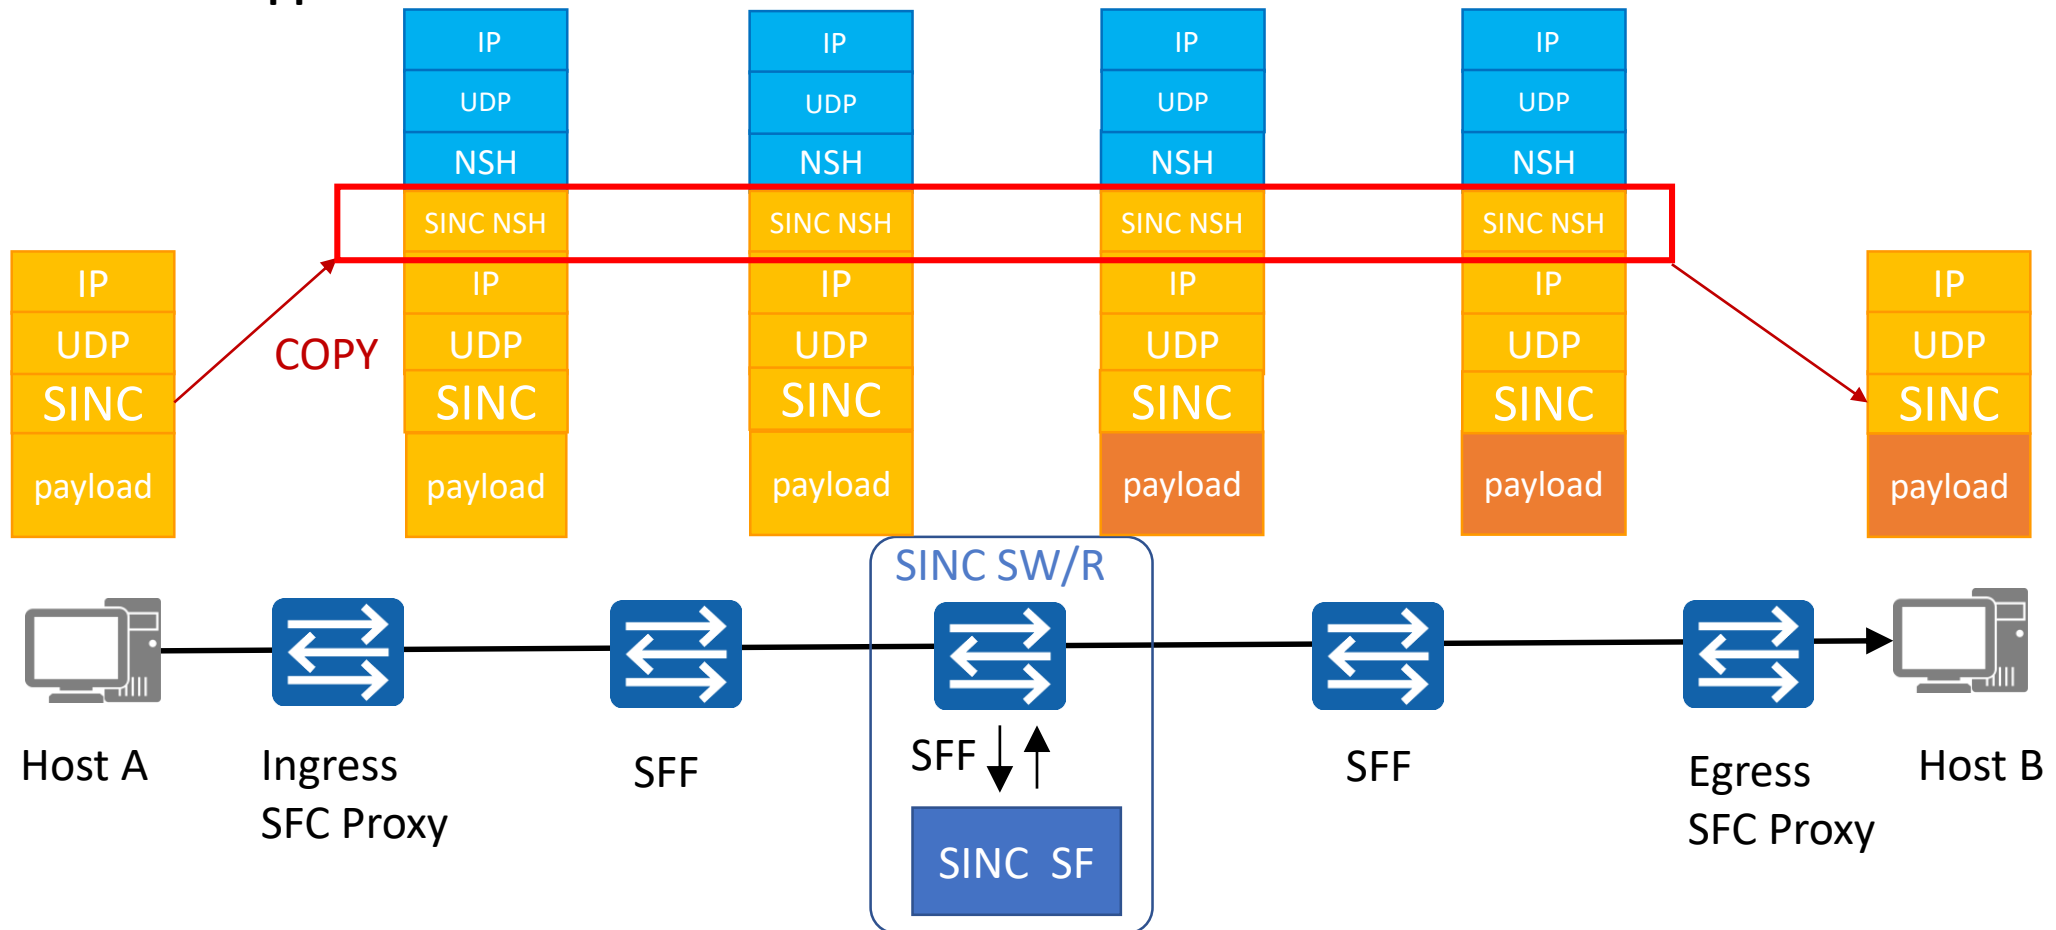 IP
UDP
NSH
SINC NSH
IP
UDP
SINC
payload
IP
UDP
NSH
SINC NSH
IP
UDP
SINC
payload
IP
UDP
NSH
SINC NSH
IP
UDP
SINC
payload
IP
UDP
NSH
SINC NSH
IP
UDP
SINC
payload
IP
UDP
SINC
payload
COPY
IP
UDP
SINC
payload
SINC SW/R
Host A
Ingress
SFC Proxy
SFF
SFF
SINC SF
SFF
Egress
SFC Proxy
Host B